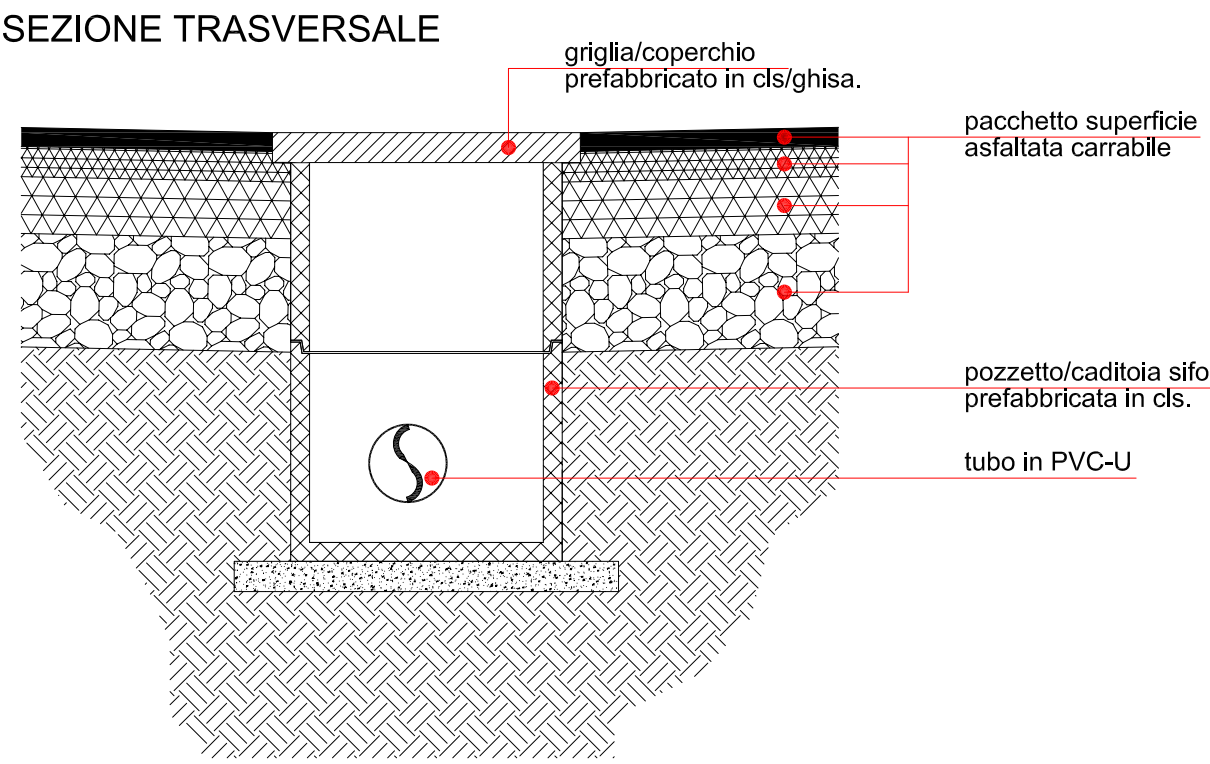 SEZIONE TRASVERSALE
griglia/coperchio
prefabbricato in cls/ghisa.
pacchetto superficie
asfaltata carrabile
pozzetto/caditoia sifo
prefabbricata in cls.
tubo in PVC-U